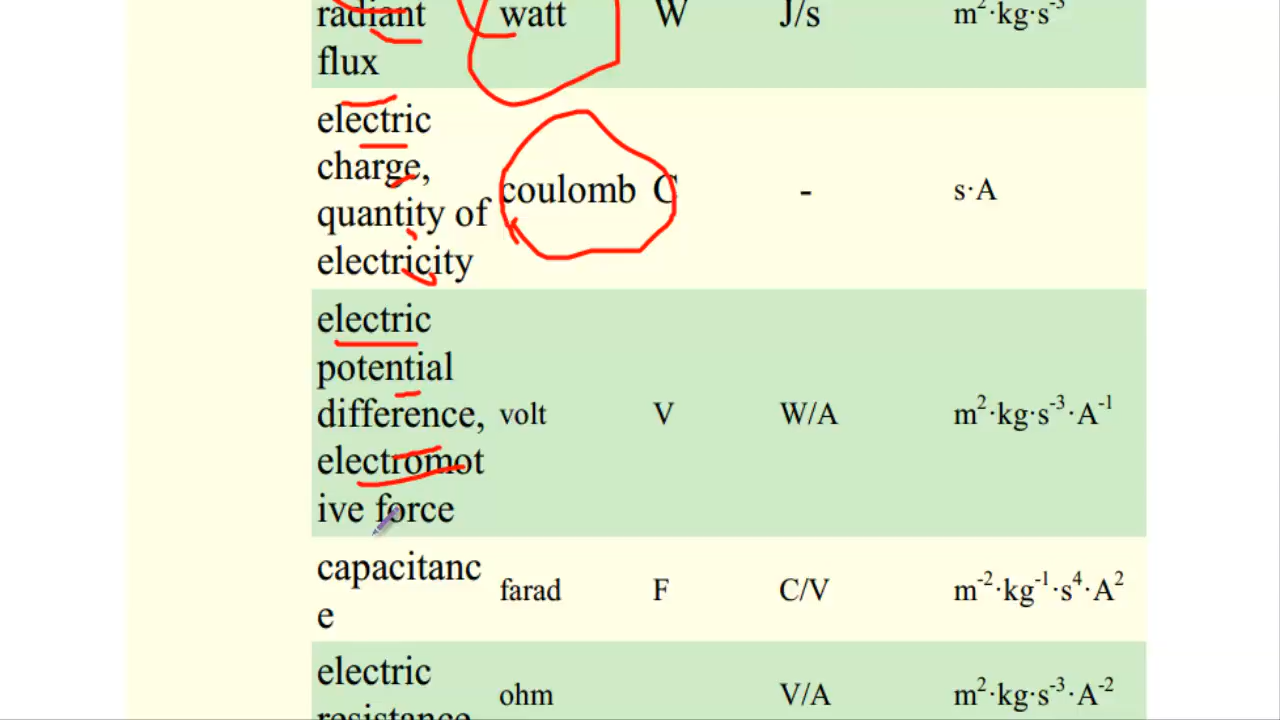 radiant watt W J/s m²·kg·s⁻³
flux
electric
charge,
coulomb C - s·A
quantity of
electricity
electric
potential
difference, volt V W/A m²·kg·s⁻³·A⁻¹
electromot
ive force
capacitanc
farad F C/V m⁻²·kg⁻¹·s⁴·A²
e
electric
ohm V/A m²·kg·s⁻³·A⁻²
resistance